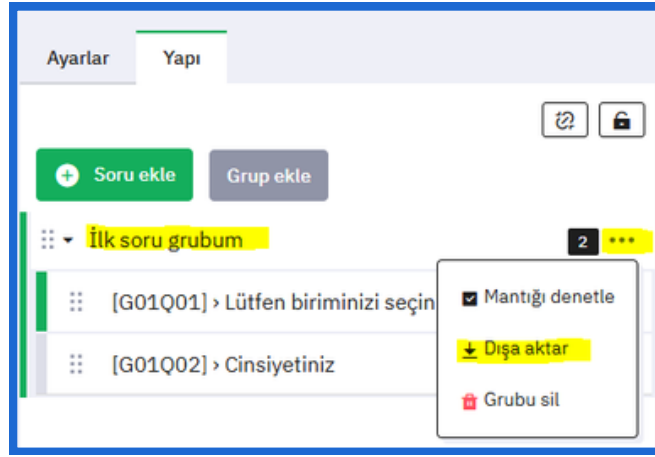 Ayarlar Yapı
Soru ekle Grup ekle
İlk soru grubum 2
[G01Q01] › Lütfen biriminizi seçin
[G01Q02] › Cinsiyetiniz
Mantığı denetle
Dışa aktar
Grubu sil